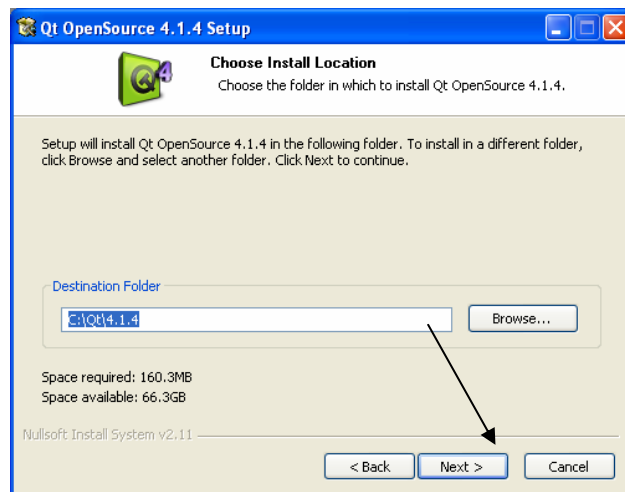 Qt OpenSource 4.1.4 Setup
Choose Install Location
Choose the folder in which to install Qt OpenSource 4.1.4.
Setup will install Qt OpenSource 4.1.4 in the following folder. To install in a different folder,
click Browse and select another folder. Click Next to continue.
Destination Folder
C:\Qt\4.1.4
Browse...
Space required: 160.3MB
Space available: 66.3GB
Nullsoft Install System v2.11
< Back
Next >
Cancel